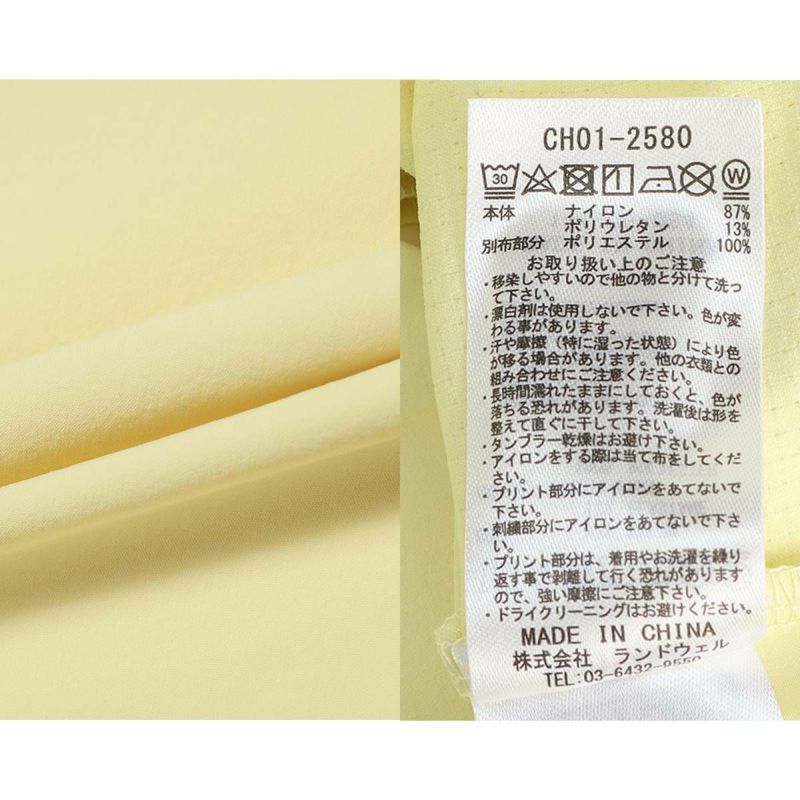 CH01-2580
30 W
本体 ナイロン 87%
ポリウレタン 13%
別布部分 ポリエステル 100%
お取り扱い上のご注意
・移染しやすいので他の物と分けて洗っ
て下さい。
・漂白剤は使用しないで下さい。色が変
わる事があります。
・汗や摩擦（特に湿った状態）により色
が移る場合があります。他の衣類との
組み合わせにご注意ください。
・長時間濡れたままにしておくと、色が
落ちる恐れがあります。洗濯後は形を
整えて直ぐに干して下さい。
・タンブラー乾燥はお避け下さい。
・アイロンをする際は当て布をしてくだ
さい。
・プリント部分にアイロンをあてないで
下さい。
・刺繍部分にアイロンをあてないで下さ
い。
・プリント部分は、着用やお洗濯を繰り
返す事で剥離して行く恐れがあります
ので、強い摩擦にご注意下さい。
・ドライクリーニングはお避けください。
MADE IN CHINA
株式会社 ランドウェル
TEL:03-6432-